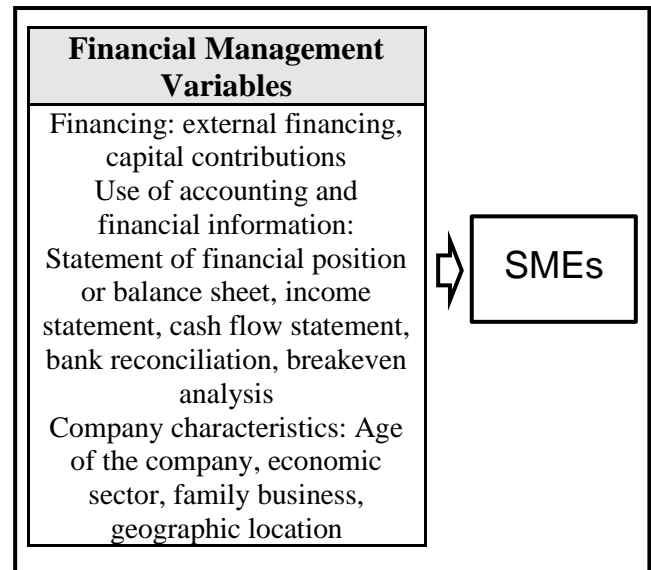 Financial Management
Variables
Financing: external financing,
capital contributions
Use of accounting and
financial information:
Statement of financial position
or balance sheet, income
statement, cash flow statement,
bank reconciliation, breakeven
analysis
Company characteristics: Age
of the company, economic
sector, family business,
geographic location
SMEs